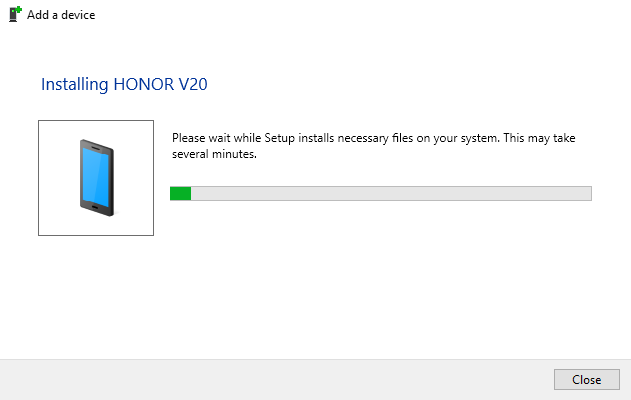 Add a device
Installing HONOR V20
Please wait while Setup installs necessary files on your system. This may take
several minutes.
Close